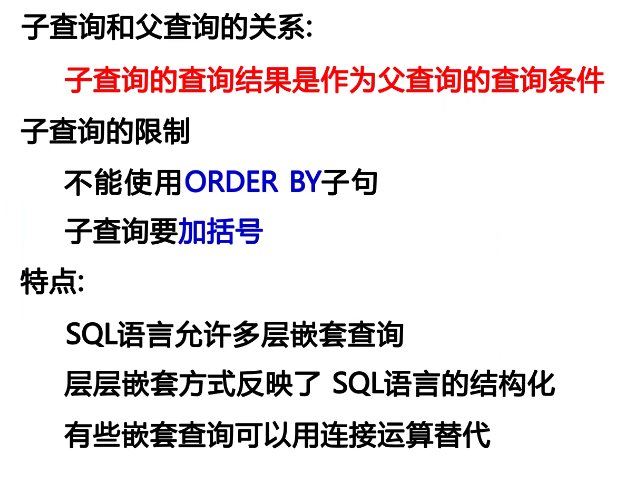 子查询和父查询的关系:
子查询的查询结果是作为父查询的查询条件
子查询的限制
不能使用ORDER BY子句
子查询要加括号
特点:
SQL语言允许多层嵌套查询
层层嵌套方式反映了 SQL语言的结构化
有些嵌套查询可以用连接运算替代